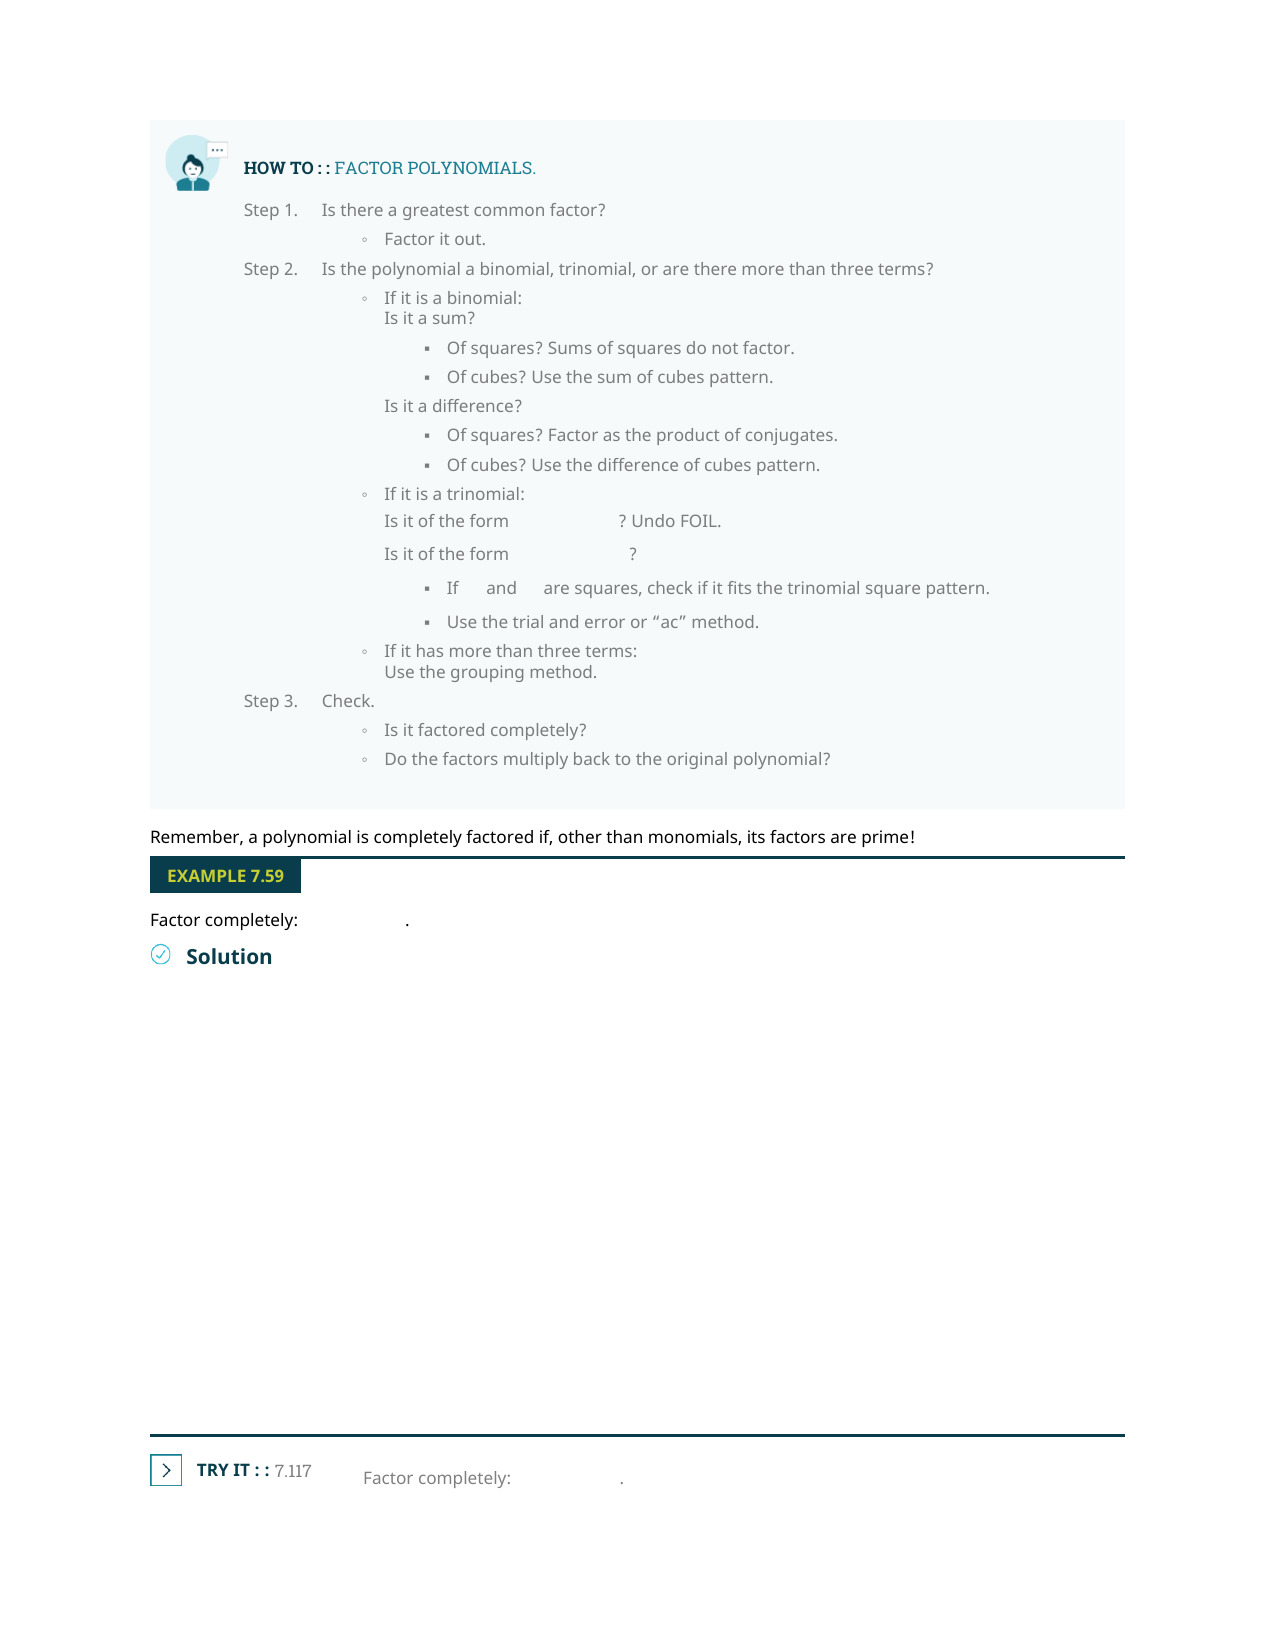 HOW TO : : FACTOR POLYNOMIALS.
Step 1. Is there a greatest common factor?
◦ Factor it out.
Step 2. Is the polynomial a binomial, trinomial, or are there more than three terms?
◦ If it is a binomial:
Is it a sum?
▪ Of squares? Sums of squares do not factor.
▪ Of cubes? Use the sum of cubes pattern.
Is it a difference?
▪ Of squares? Factor as the product of conjugates.
▪ Of cubes? Use the difference of cubes pattern.
◦ If it is a trinomial:
Is it of the form ? Undo FOIL.
Is it of the form ?
▪ If and are squares, check if it fits the trinomial square pattern.
▪ Use the trial and error or “ac” method.
◦ If it has more than three terms:
Use the grouping method.
Step 3. Check.
◦ Is it factored completely?
◦ Do the factors multiply back to the original polynomial?
Remember, a polynomial is completely factored if, other than monomials, its factors are prime!
EXAMPLE 7.59
Factor completely: .
Solution
TRY IT : : 7.117 Factor completely: .